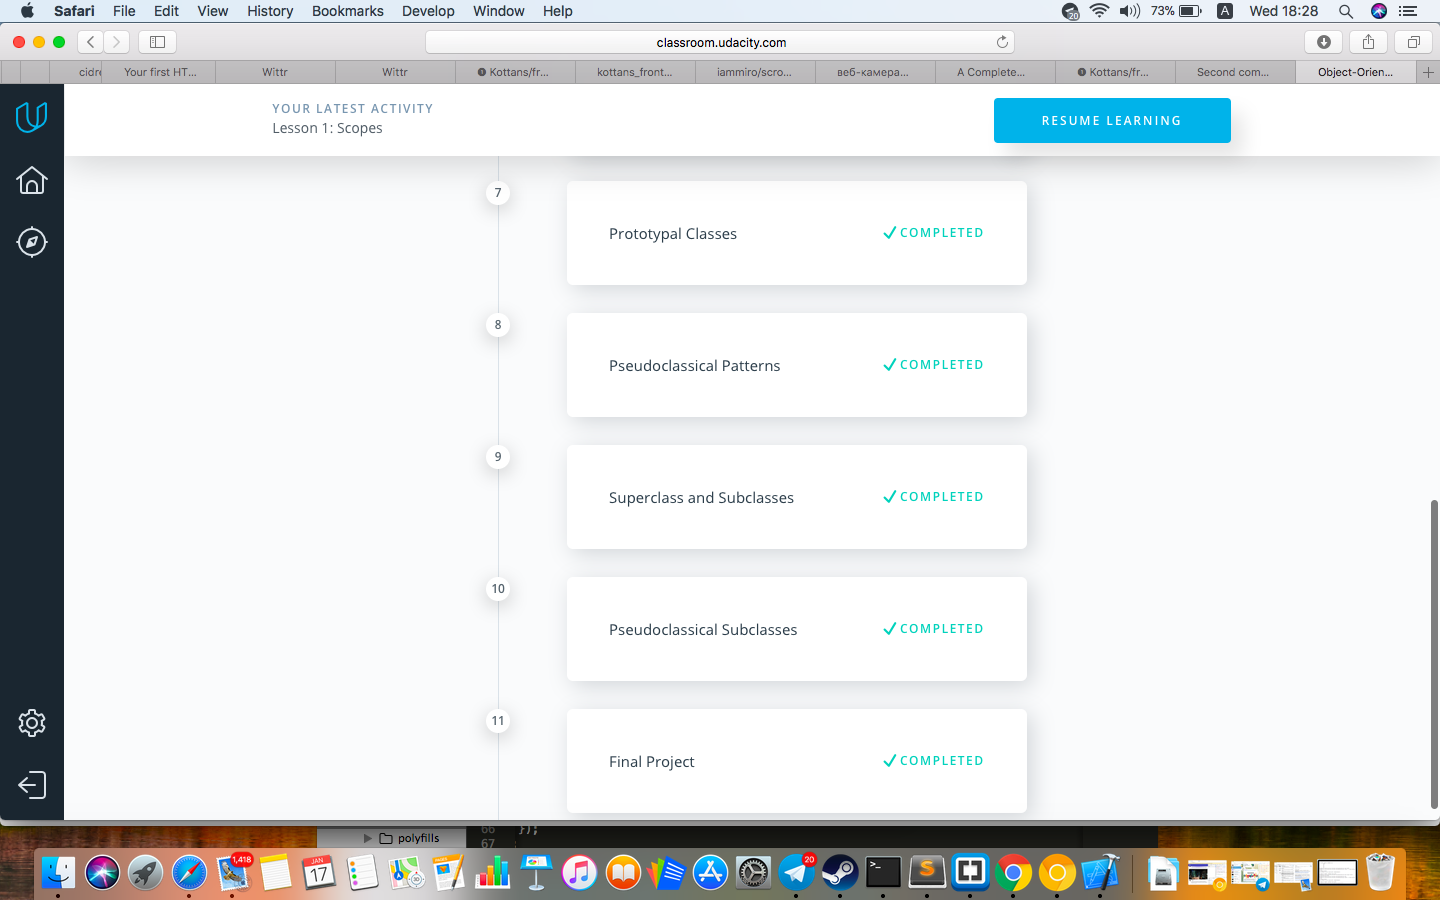 Safari File Edit View History Bookmarks Develop Window Help
20 73% A Wed 18:28
classroom.udacity.com
cidre Your first HT... Wittr Wittr Kottans/fr... kottans_front... iammiro/scro... веб-камера... A Complete... Kottans/fr... Second com... Object-Orien...
YOUR LATEST ACTIVITY
Lesson 1: Scopes
RESUME LEARNING
7
Prototypal Classes
COMPLETED
8
Pseudoclassical Patterns
COMPLETED
9
Superclass and Subclasses
COMPLETED
10
Pseudoclassical Subclasses
COMPLETED
11
Final Project
COMPLETED
polyfills
66 });
67
1,418
JAN
17
20